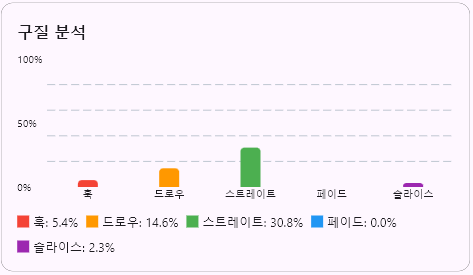 구질 분석
100%
50%
0%
훅 드로우 스트레이트 페이드 슬라이스
훅: 5.4% 드로우: 14.6% 스트레이트: 30.8% 페이드: 0.0%
슬라이스: 2.3%